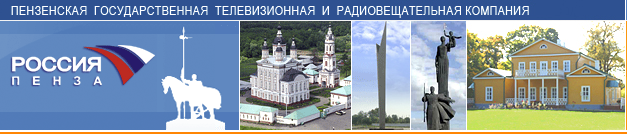 ПЕНЗЕНСКАЯ ГОСУДАРСТВЕННАЯ ТЕЛЕВИЗИОННАЯ И РАДИОВЕЩАТЕЛЬНАЯ КОМПАНИЯ
РОССИЯ
ПЕНЗА